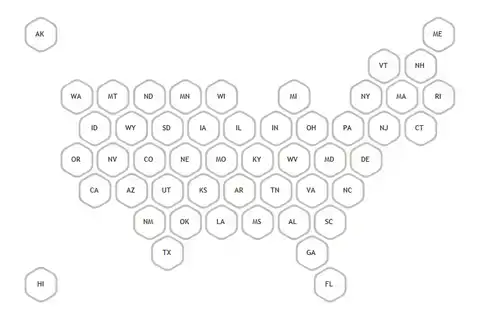 AK ME
VT NH
WA MT ND MN WI MI NY MA RI
ID WY SD IA IL IN OH PA NJ CT
OR NV CO NE MO KY WV MD DE
CA AZ UT KS AR TN VA NC
NM OK LA MS AL SC
TX GA
HI FL